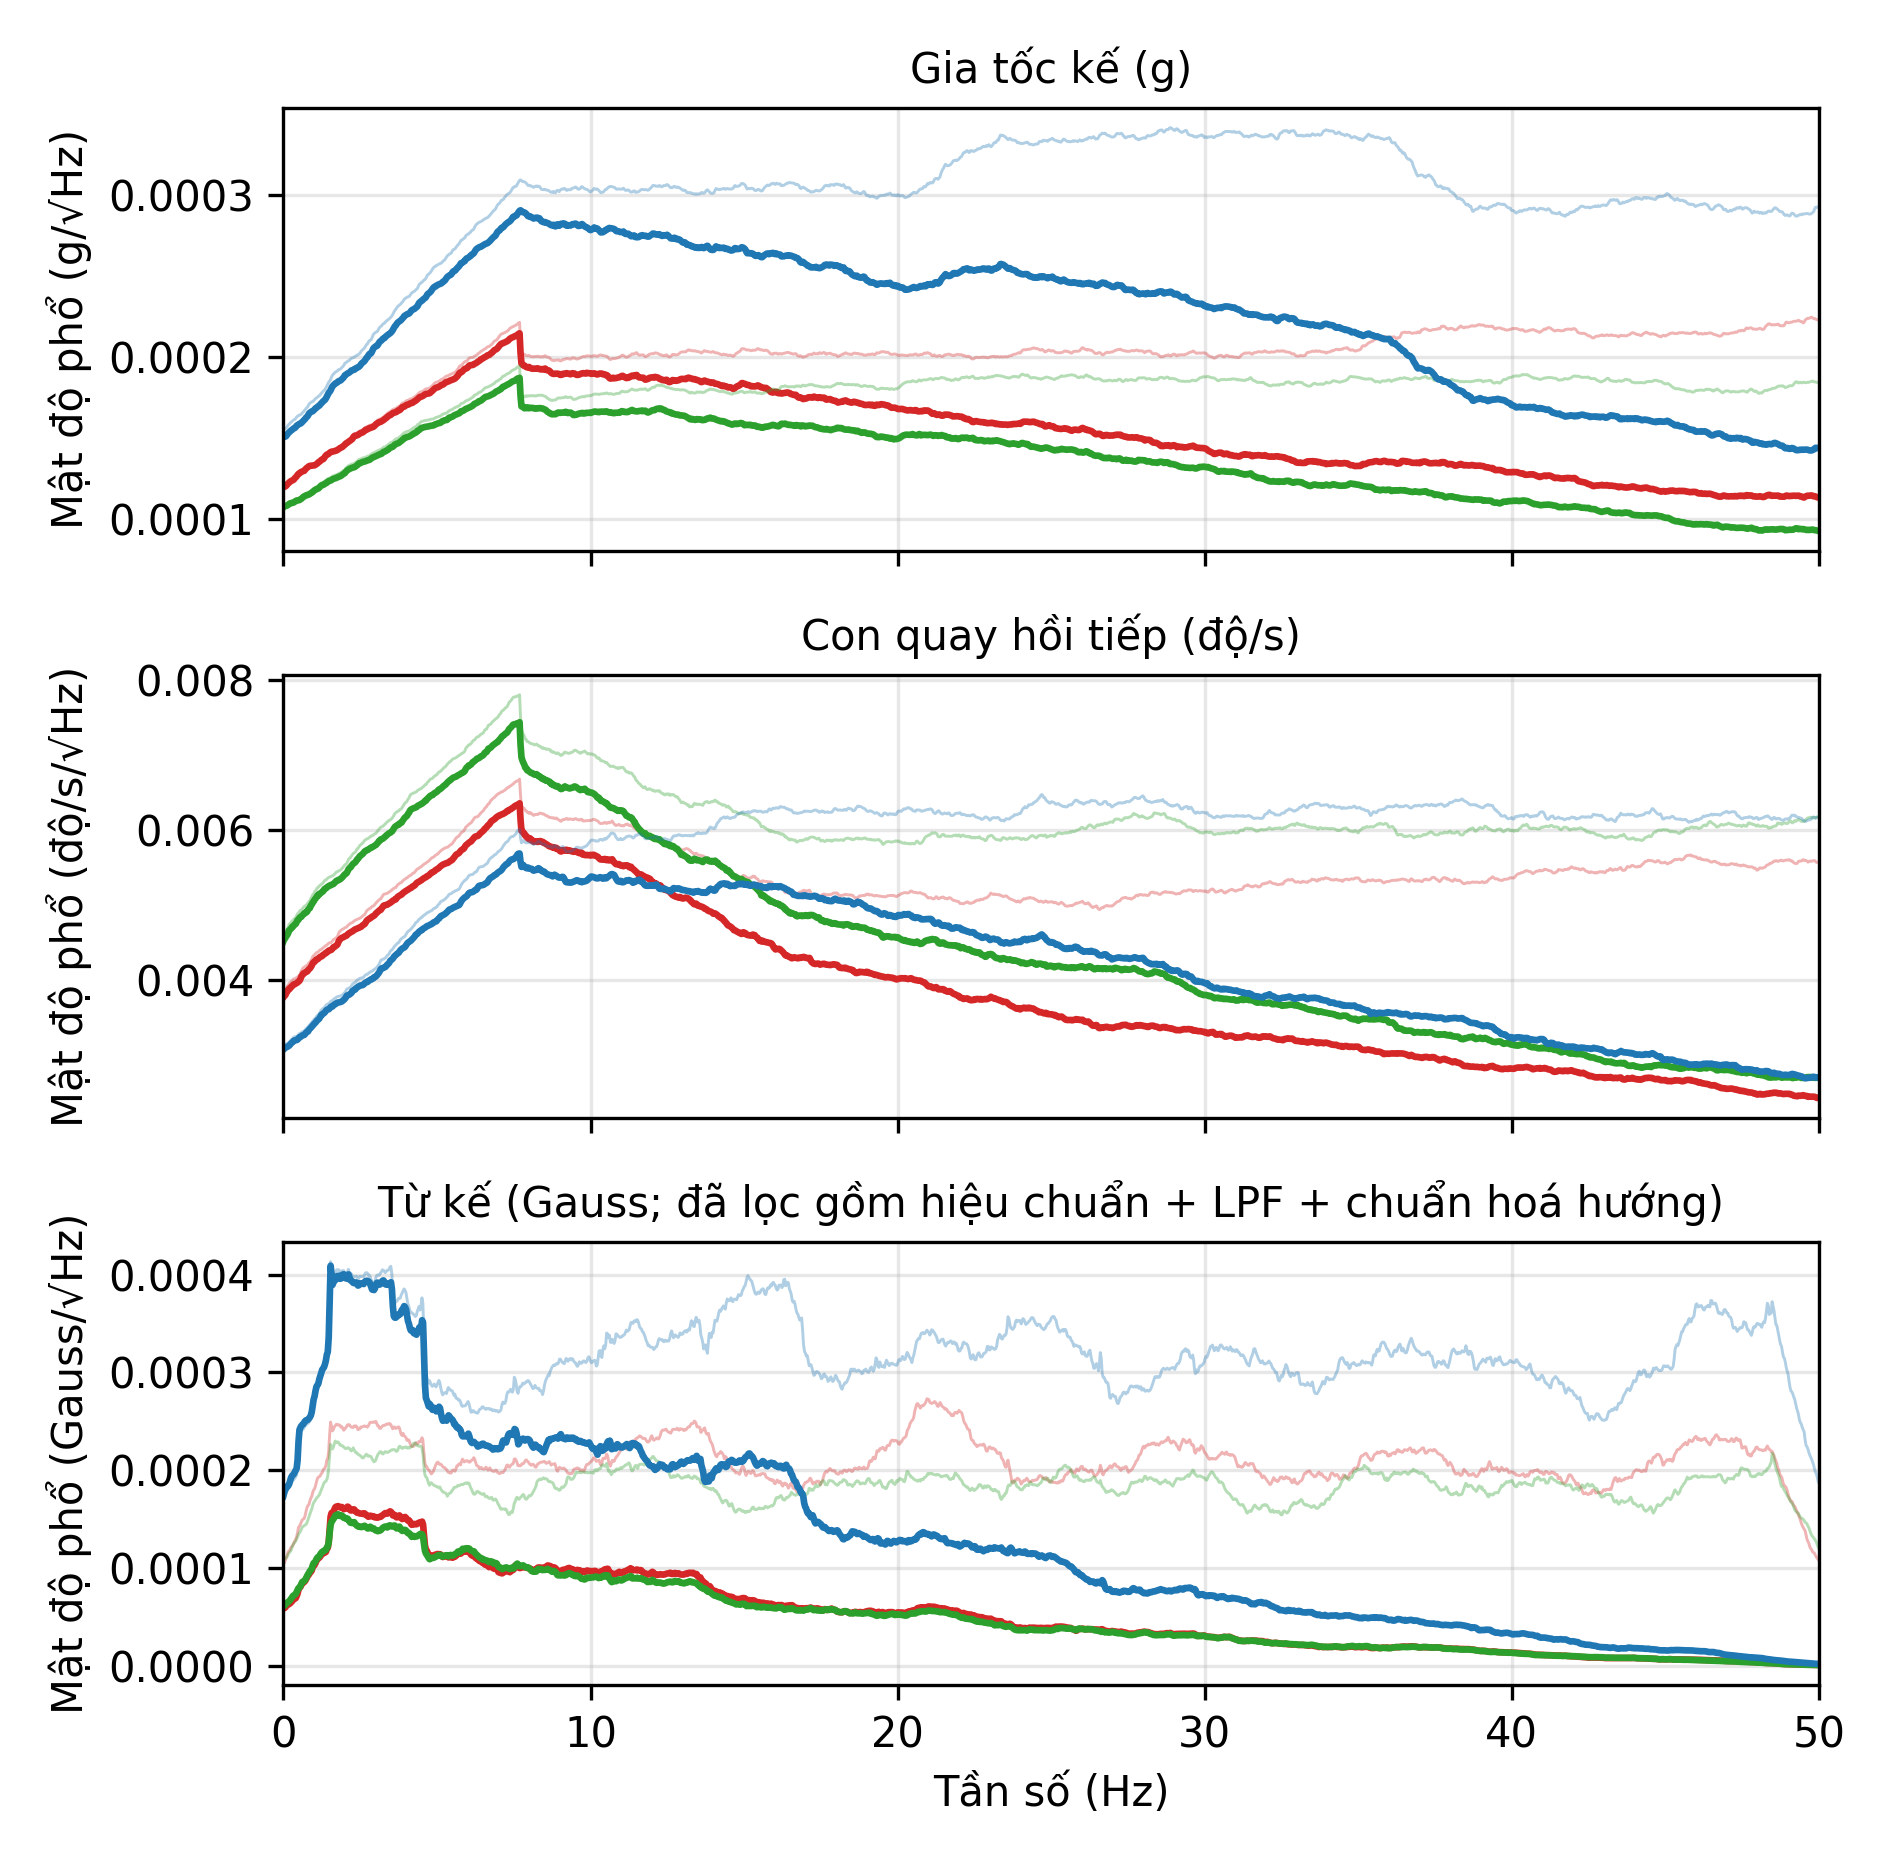 Gia tốc kế (g)
Mật độ phổ (g/√Hz)
0.0003
0.0002
0.0001
Con quay hồi tiếp (độ/s)
Mật độ phổ (độ/s/√Hz)
0.008
0.006
0.004
Từ kế (Gauss; đã lọc gồm hiệu chuẩn + LPF + chuẩn hoá hướng)
Mật độ phổ (Gauss/√Hz)
0.0004
0.0003
0.0002
0.0001
0.0000
0 10 20 30 40 50
Tần số (Hz)